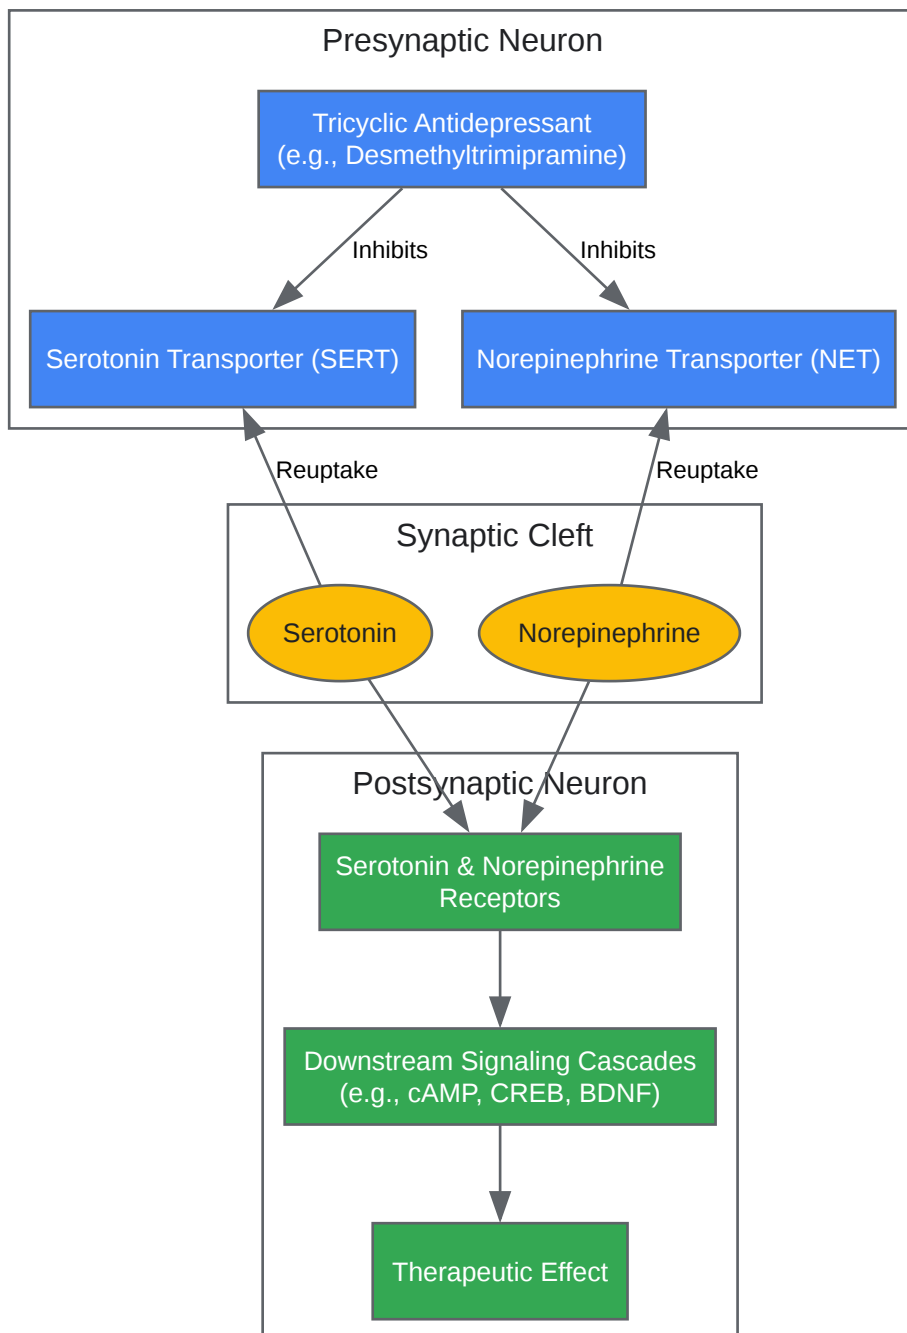 Presynaptic Neuron
Tricyclic Antidepressant
(e.g., Desmethyltrimipramine)
Inhibits
Inhibits
Serotonin Transporter (SERT)
Norepinephrine Transporter (NET)
Reuptake
Reuptake
Synaptic Cleft
Serotonin
Norepinephrine
Postsynaptic Neuron
Serotonin & Norepinephrine
Receptors
Downstream Signaling Cascades
(e.g., cAMP, CREB, BDNF)
Therapeutic Effect